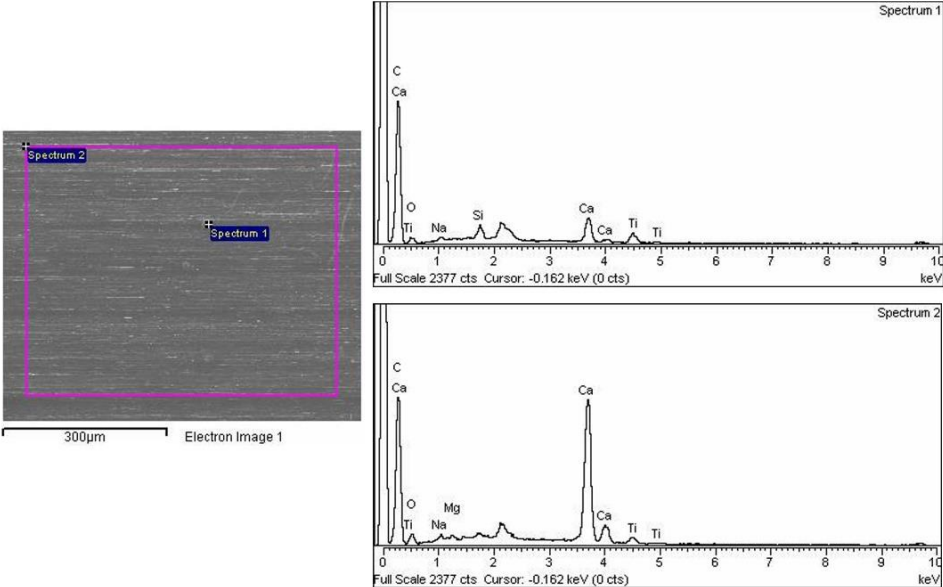 Spectrum 2
Spectrum 1
300µm Electron Image 1
Spectrum 1
C
Ca
O
Ti Na Si Ca Ca Ti Ti
0 1 2 3 4 5 6 7 8 9 10
Full Scale 2377 cts Cursor: -0.162 keV (0 cts) keV
Spectrum 2
C
Ca
Ca
O Mg
Ti Na Ca Ti Ti
0 1 2 3 4 5 6 7 8 9 10
Full Scale 2377 cts Cursor: -0.162 keV (0 cts) keV